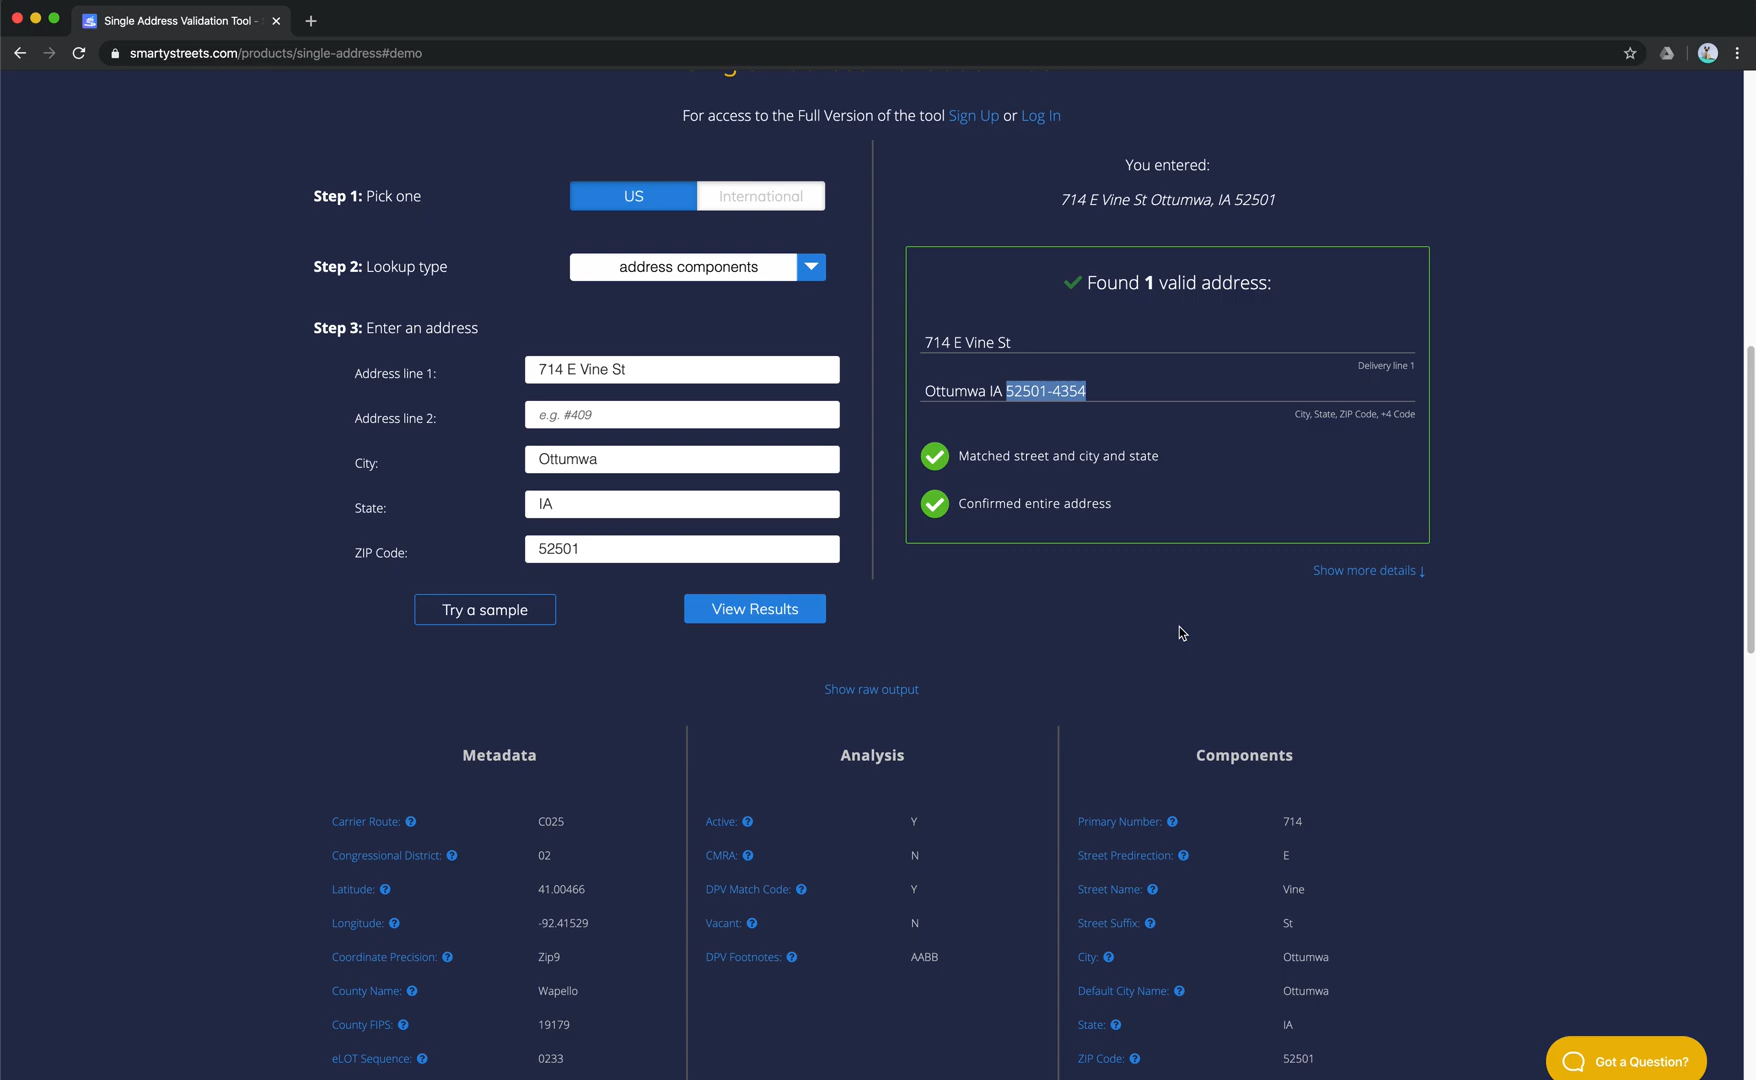 Single Address Validation Tool -
smartystreets.com/products/single-address#demo
For access to the Full Version of the tool Sign Up or Log In
Step 1: Pick one
US
International
Step 2: Lookup type
address components
Step 3: Enter an address
Address line 1:
714 E Vine St
Address line 2:
e.g. #409
City:
Ottumwa
State:
IA
ZIP Code:
52501
Try a sample
View Results
You entered:
714 E Vine St Ottumwa, IA 52501
Found 1 valid address:
714 E Vine St
Delivery line 1
Ottumwa IA 52501-4354
City, State, ZIP Code, +4 Code
Matched street and city and state
Confirmed entire address
Show more details ↓
Show raw output
Metadata
Carrier Route: ? C025
Congressional District: ? 02
Latitude: ? 41.00466
Longitude: ? -92.41529
Coordinate Precision: ? Zip9
County Name: ? Wapello
County FIPS: ? 19179
eLOT Sequence: ? 0233
Analysis
Active: ? Y
CMRA: ? N
DPV Match Code: ? Y
Vacant: ? N
DPV Footnotes: ? AABB
Components
Primary Number: ? 714
Street Predirection: ? E
Street Name: ? Vine
Street Suffix: ? St
City: ? Ottumwa
Default City Name: ? Ottumwa
State: ? IA
ZIP Code: ? 52501
Got a Question?